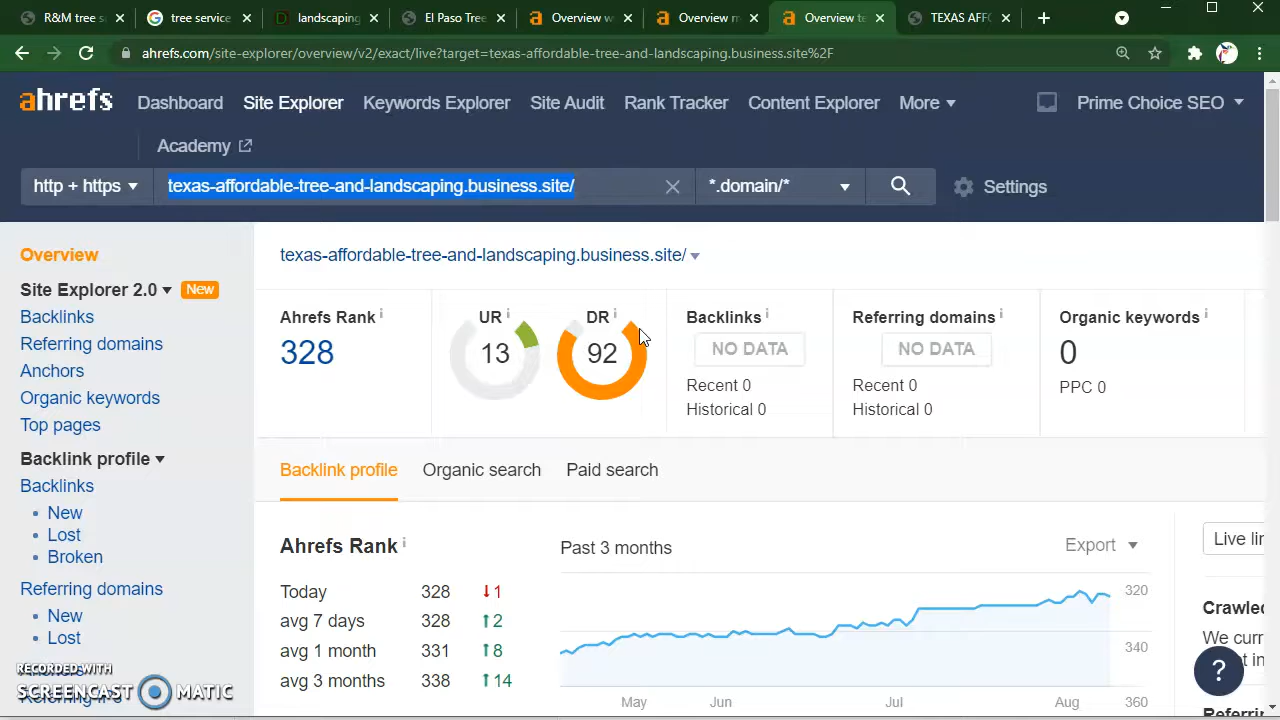 R&M tree s
tree service
landscaping
El Paso Tree
Overview w
Overview m
Overview te
TEXAS AFF
ahrefs.com/site-explorer/overview/v2/exact/live?target=texas-affordable-tree-and-landscaping.business.site%2F
ahrefs Dashboard Site Explorer Keywords Explorer Site Audit Rank Tracker Content Explorer More Prime Choice SEO
Academy
http + https texas-affordable-tree-and-landscaping.business.site/ *.domain/* Settings
Overview
Site Explorer 2.0 New
Backlinks
Referring domains
Anchors
Organic keywords
Top pages
Backlink profile
Backlinks
New
Lost
Broken
Referring domains
New
Lost
RECORDED WITH
SCREENCAST MATIC
texas-affordable-tree-and-landscaping.business.site/
Ahrefs Rank
328
UR
13
DR
92
Backlinks
NO DATA
Recent 0
Historical 0
Referring domains
NO DATA
Recent 0
Historical 0
Organic keywords
0
PPC 0
Backlink profile Organic search Paid search
Ahrefs Rank
Today 328 ↓1
avg 7 days 328 ↑2
avg 1 month 331 ↑8
avg 3 months 338 ↑14
Past 3 months
Export
320
340
360
May Jun Jul Aug
Live lin
Crawled
We curr
t in
?